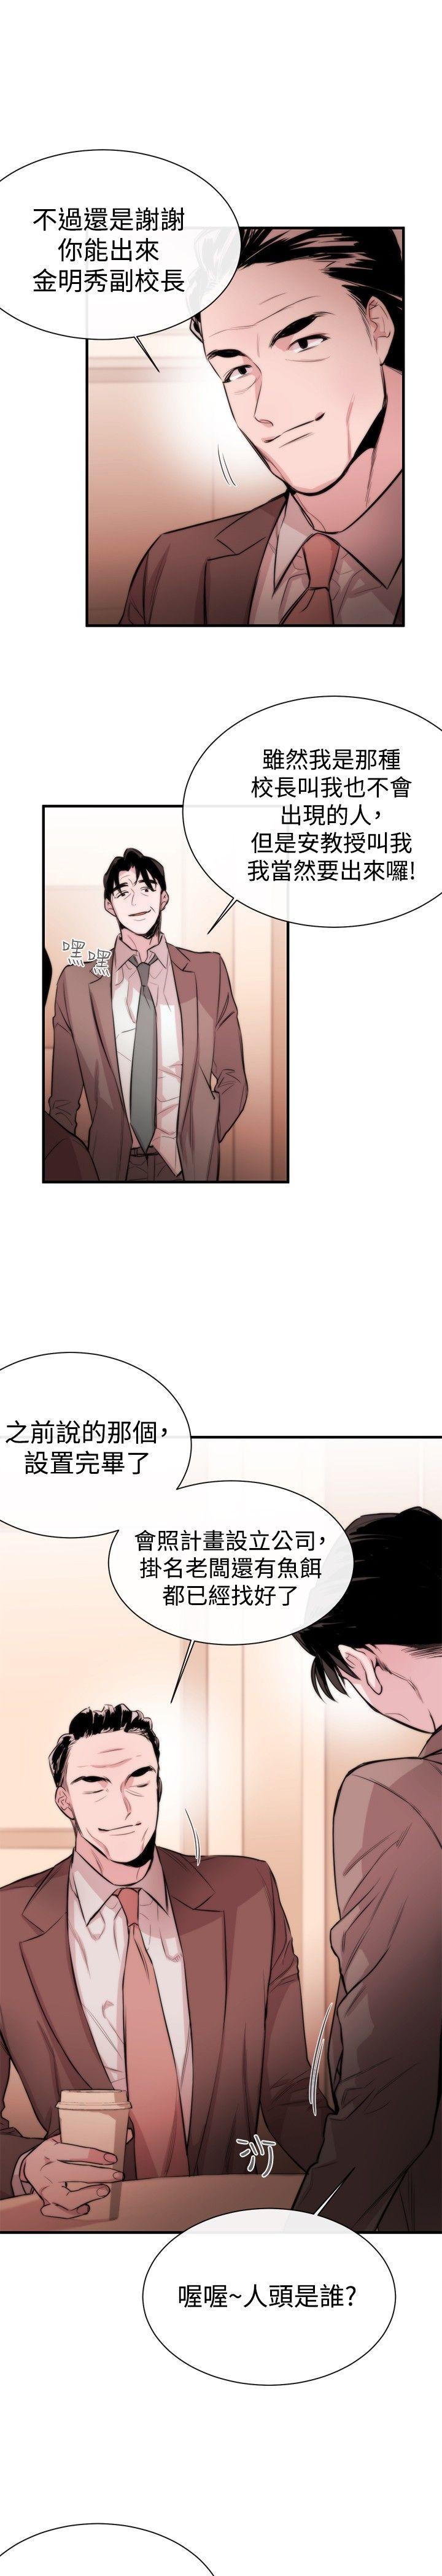 不過還是謝謝
你能出來
金明秀副校長
雖然我是那種
校長叫我也不會
出現的人,
但是安教授叫我
我當然要出來囉!
嘿嘿
之前說的那個,
設置完畢了
會照計畫設立公司,
掛名老闆還有魚餌
都已經找好了
沙
喔喔~人頭是誰?